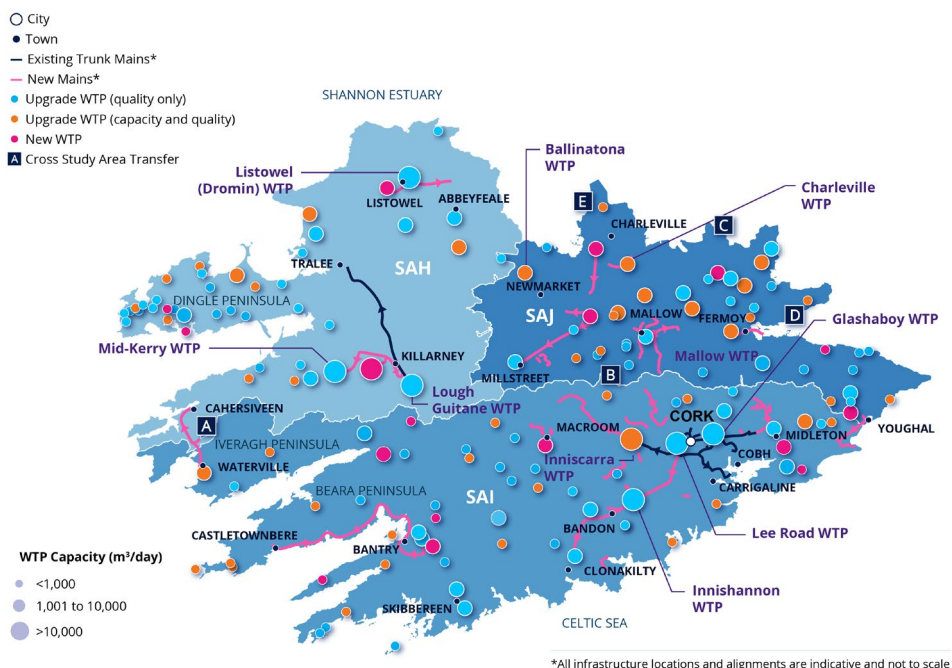 City
Town
Existing Trunk Mains*
New Mains*
Upgrade WTP (quality only)
Upgrade WTP (capacity and quality)
New WTP
A Cross Study Area Transfer
SHANNON ESTUARY
Listowel
(Dromin) WTP
LISTOWEL
ABBEYFEALE
Ballinatona
WTP
Charleville
WTP
E
CHARLEVILLE
C
TRALEE
SAH
NEWMARKET
DINGLE PENINSULA
SAJ
MALLOW
FERMOY
D
Glashaboy WTP
Mid-Kerry WTP
KILLARNEY
MILLSTREET
Mallow WTP
B
Lough
Guitane WTP
CAHERSIVEEN
A
IVERAGH PENINSULA
WATERVILLE
MACROOM
CORK
Inniscarra
WTP
MIDLETON
YOUGHAL
COBH
CARRIGALINE
BEARA PENINSULA
SAI
CASTLETOWNBERE
BANTRY
BANDON
Lee Road WTP
CLONAKILTY
Innishannon
WTP
SKIBBEREEN
CELTIC SEA
WTP Capacity (m³/day)
<1,000
1,001 to 10,000
>10,000
*All infrastructure locations and alignments are indicative and not to scale